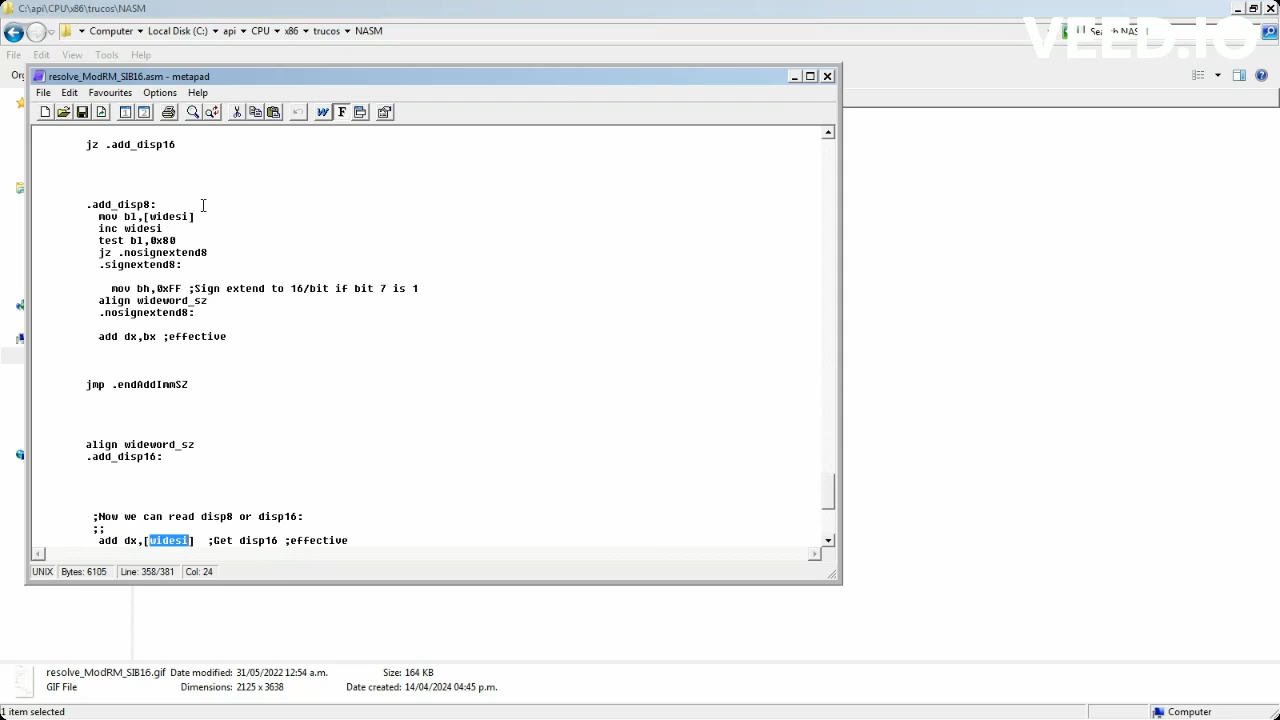 C:\api\CPU\x86\trucos\NASM
Computer Local Disk (C:) api CPU x86 trucos NASM
Search NASM
VEED.IO
File Edit View Tools Help
resolve_ModRM_SIB16.asm - metapad
File Edit Favourites Options Help
jz .add_disp16
.add_disp8:
mov bl,[widesi]
inc widesi
test bl,0x80
jz .nosignextend8
.signextend8:
mov bh,0xFF ;Sign extend to 16/bit if bit 7 is 1
align wideword_sz
.nosignextend8:
add dx,bx ;effective
jmp .endAddImmSZ
align wideword_sz
.add_disp16:
;Now we can read disp8 or disp16:
;;
add dx,[widesi] ;Get disp16 ;effective
UNIX Bytes: 6105 Line: 358/381 Col: 24
resolve_ModRM_SIB16.gif Date modified: 31/05/2022 12:54 a.m. Size: 164 KB
GIF File Dimensions: 2125 x 3638 Date created: 14/04/2024 04:45 p.m.
1 item selected Computer